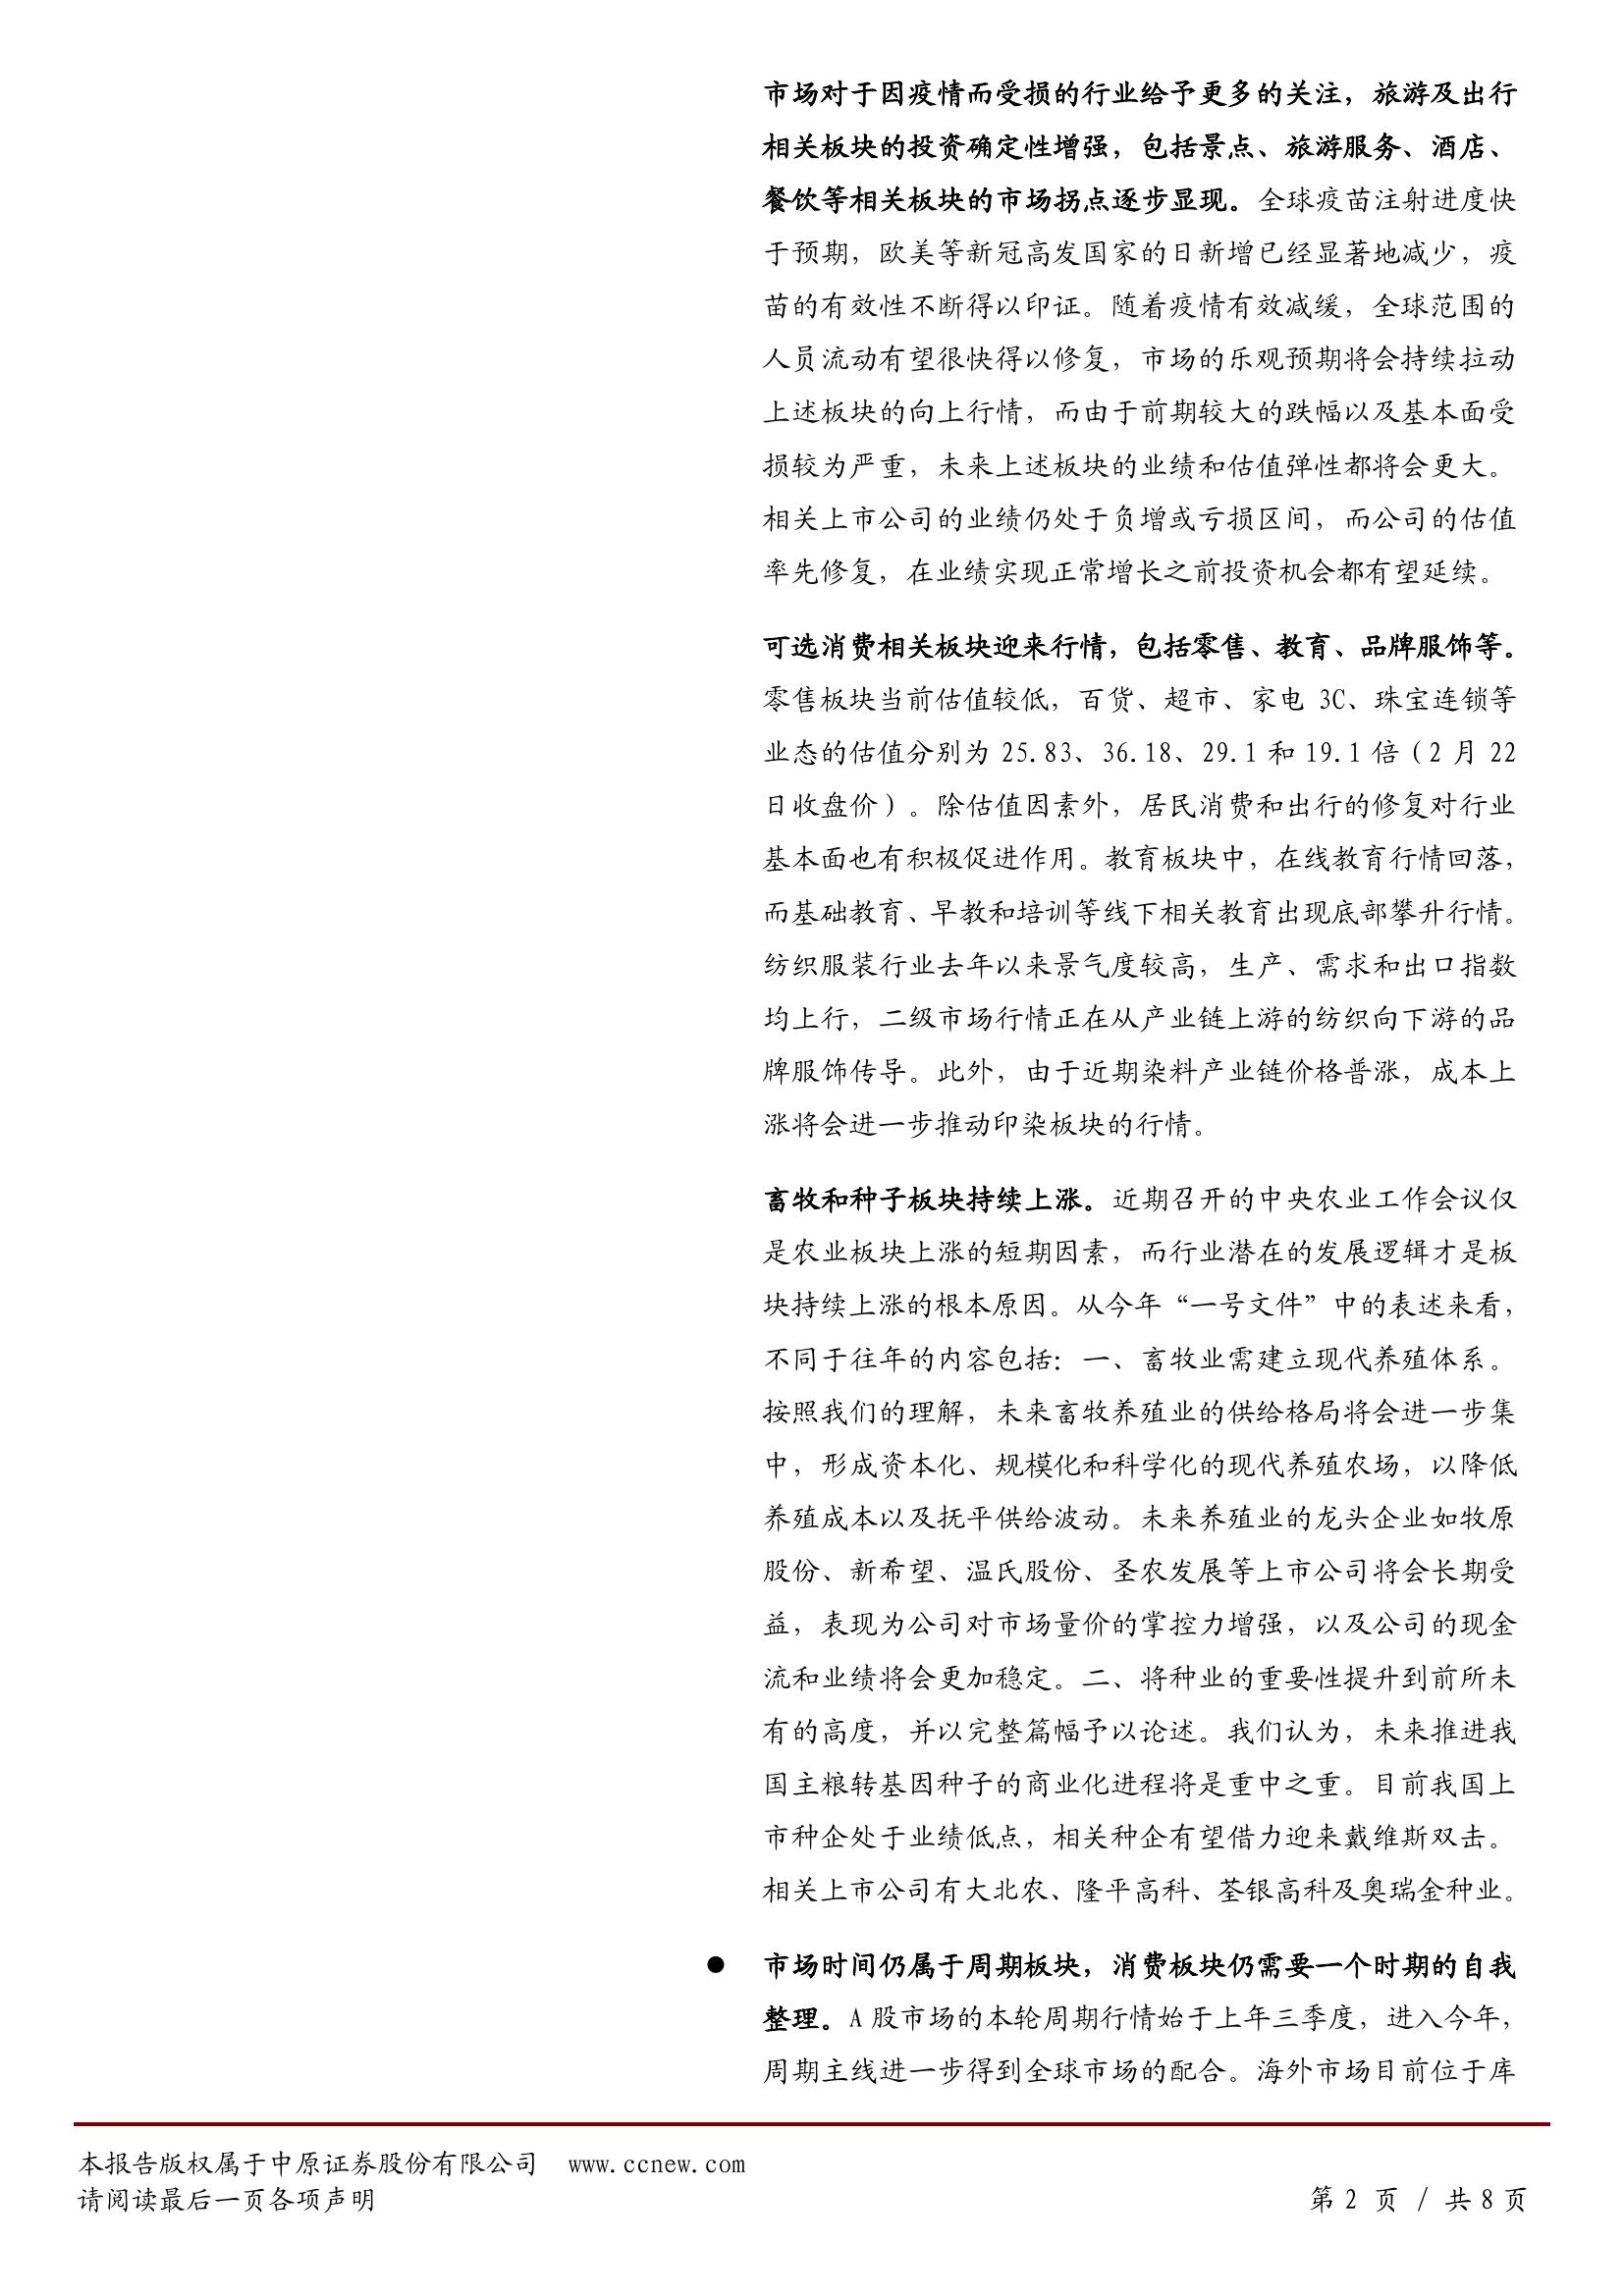 市场对于因疫情而受损的行业给予更多的关注，旅游及出行
相关板块的投资确定性增强，包括景点、旅游服务、酒店、
餐饮等相关板块的市场拐点逐步显现。全球疫苗注射进度快
于预期，欧美等新冠高发国家的日新增已经显著地减少，疫
苗的有效性不断得以印证。随着疫情有效减缓，全球范围的
人员流动有望很快得以修复，市场的乐观预期将会持续拉动
上述板块的向上行情，而由于前期较大的跌幅以及基本面受
损较为严重，未来上述板块的业绩和估值弹性都将会更大。
相关上市公司的业绩仍处于负增或亏损区间，而公司的估值
率先修复，在业绩实现正常增长之前投资机会都有望延续。
可选消费相关板块迎来行情，包括零售、教育、品牌服饰等。
零售板块当前估值较低，百货、超市、家电 3C、珠宝连锁等
业态的估值分别为 25.83、36.18、29.1 和 19.1 倍（2 月 22
日收盘价）。除估值因素外，居民消费和出行的修复对行业
基本面也有积极促进作用。教育板块中，在线教育行情回落，
而基础教育、早教和培训等线下相关教育出现底部攀升行情。
纺织服装行业去年以来景气度较高，生产、需求和出口指数
均上行，二级市场行情正在从产业链上游的纺织向下游的品
牌服饰传导。此外，由于近期染料产业链价格普涨，成本上
涨将会进一步推动印染板块的行情。
畜牧和种子板块持续上涨。近期召开的中央农业工作会议仅
是农业板块上涨的短期因素，而行业潜在的发展逻辑才是板
块持续上涨的根本原因。从今年“一号文件”中的表述来看，
不同于往年的内容包括：一、畜牧业需建立现代养殖体系。
按照我们的理解，未来畜牧养殖业的供给格局将会进一步集
中，形成资本化、规模化和科学化的现代养殖农场，以降低
养殖成本以及抚平供给波动。未来养殖业的龙头企业如牧原
股份、新希望、温氏股份、圣农发展等上市公司将会长期受
益，表现为公司对市场量价的掌控力增强，以及公司的现金
流和业绩将会更加稳定。二、将种业的重要性提升到前所未
有的高度，并以完整篇幅予以论述。我们认为，未来推进我
国主粮转基因种子的商业化进程将是重中之重。目前我国上
市种企处于业绩低点，相关种企有望借力迎来戴维斯双击。
相关上市公司有大北农、隆平高科、荃银高科及奥瑞金种业。
● 市场时间仍属于周期板块，消费板块仍需要一个时期的自我
整理。A 股市场的本轮周期行情始于上年三季度，进入今年，
周期主线进一步得到全球市场的配合。海外市场目前位于库
本报告版权属于中原证券股份有限公司 www.ccnew.com
请阅读最后一页各项声明
第 2 页 / 共 8 页